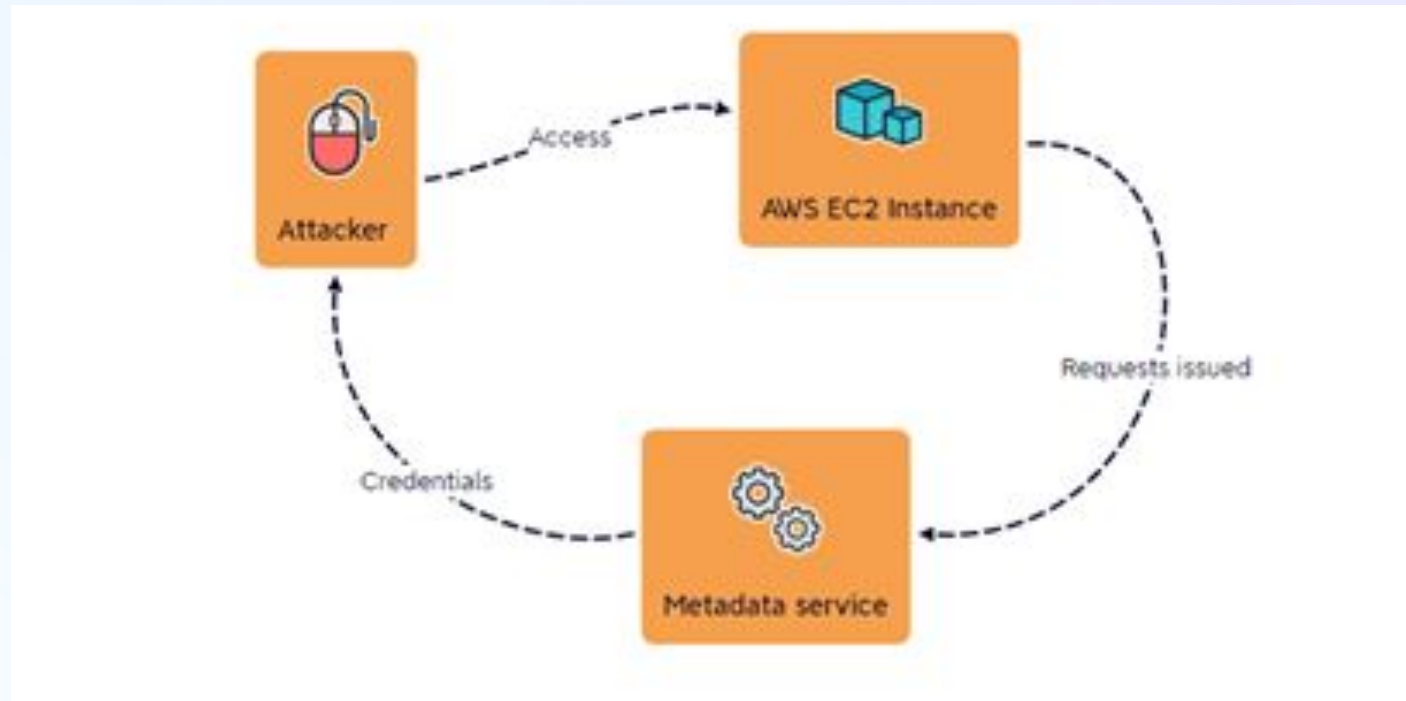 Attacker
Access
AWS EC2 Instance
Requests issued
Metadata service
Credentials